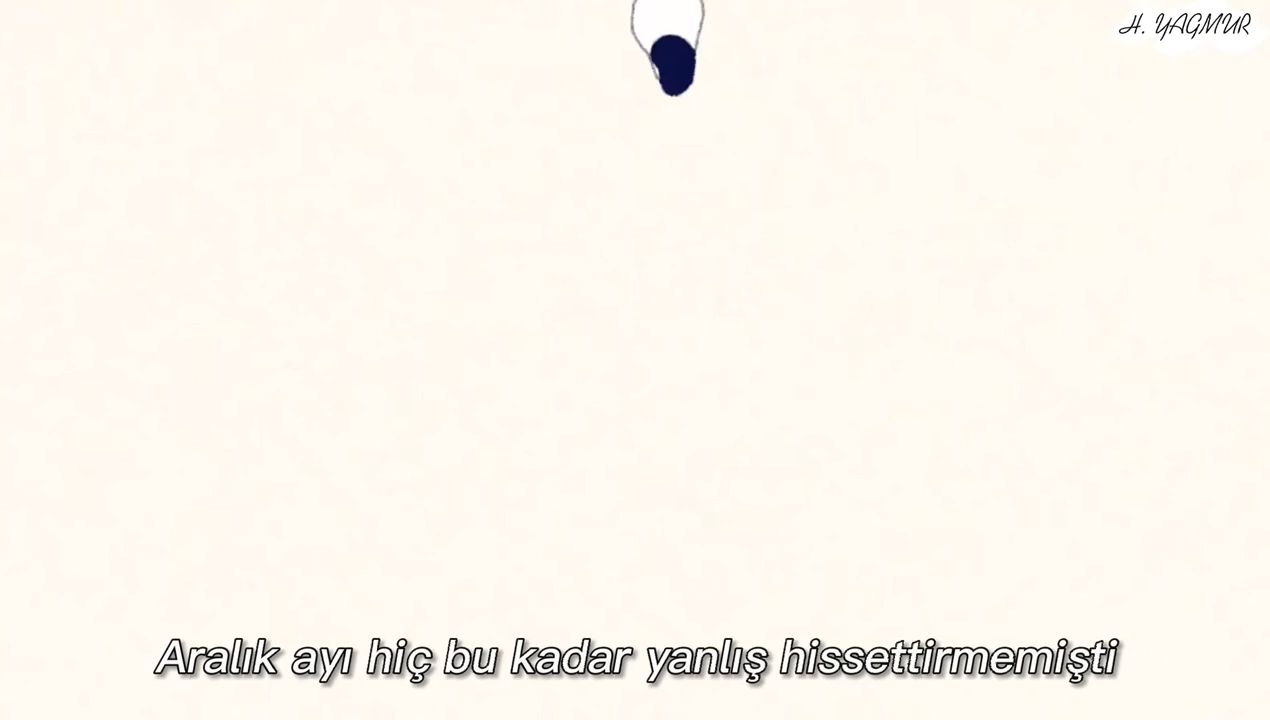 H. YAGMUR
Aralık ayı hiç bu kadar yanlış hissettirmemişti